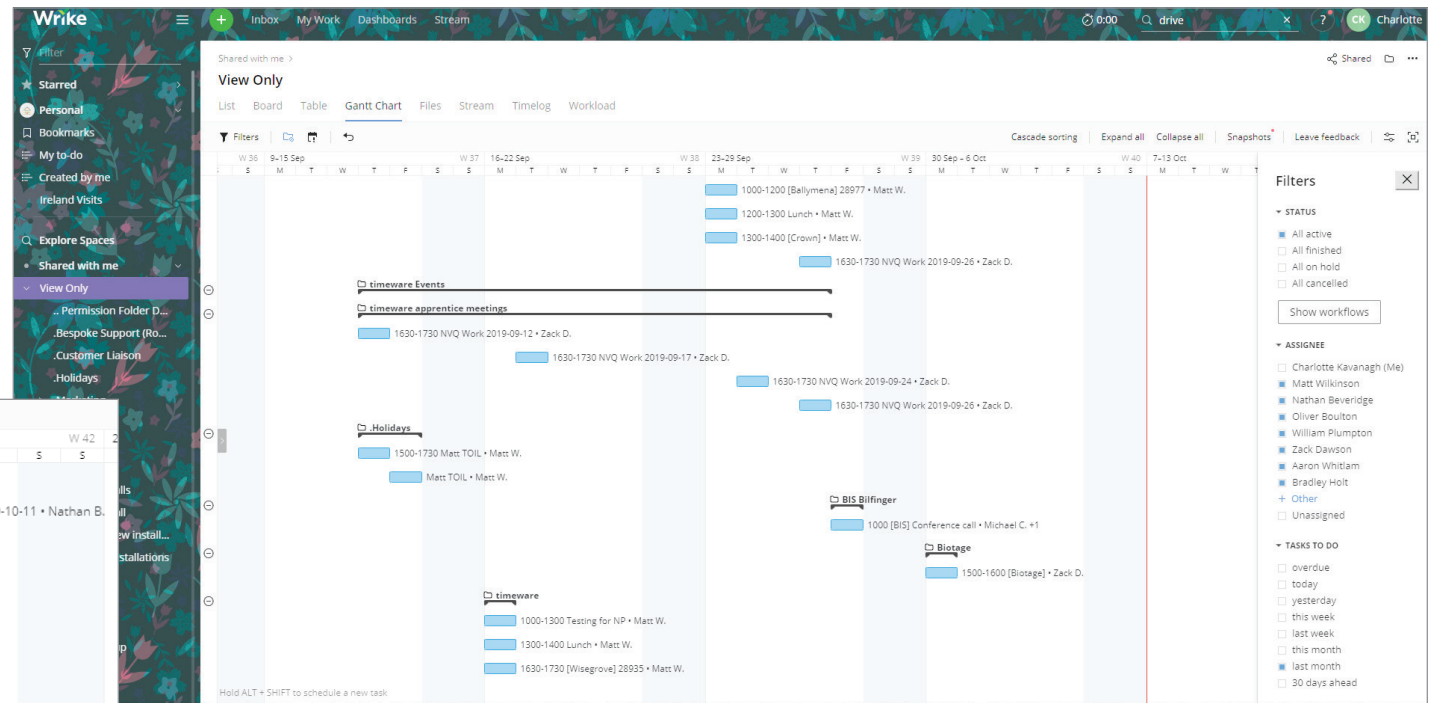 Wrike
Inbox My Work Dashboards Stream
0:00
drive
?
CK Charlotte
Filter
Starred
Personal
Bookmarks
My to-do
Created by me
Ireland Visits
Explore Spaces
Shared with me
View Only
.. Permission Folder D...
.Bespoke Support (Ro...
.Customer Liaison
.Holidays
Shared with me >
View Only
Shared
List Board Table Gantt Chart Files Stream Timelog Workload
Filters
Cascade sorting Expand all Collapse all Snapshots Leave feedback
W 36 9-15 Sep W 37 16-22 Sep W 38 23-29 Sep W 39 30 Sep - 6 Oct W 40 7-13 Oct
S M T W T F S S M T W T F S S M T W T F S S M T W T F S S M T W T
1000-1200 [Ballymena] 28977 • Matt W.
1200-1300 Lunch • Matt W.
1300-1400 [Crown] • Matt W.
1630-1730 NVQ Work 2019-09-26 • Zack D.
timeware Events
timeware apprentice meetings
1630-1730 NVQ Work 2019-09-12 • Zack D.
1630-1730 NVQ Work 2019-09-17 • Zack D.
1630-1730 NVQ Work 2019-09-24 • Zack D.
1630-1730 NVQ Work 2019-09-26 • Zack D.
.Holidays
1500-1730 Matt TOIL • Matt W.
Matt TOIL • Matt W.
BIS Bilfinger
1000 [BIS] Conference call • Michael C. +1
Biotage
1500-1600 [Biotage] • Zack D.
timeware
1000-1300 Testing for NP • Matt W.
1300-1400 Lunch • Matt W.
1630-1730 [Wisegrove] 28935 • Matt W.
Hold ALT + SHIFT to schedule a new task
Filters
STATUS
All active
All finished
All on hold
All cancelled
Show workflows
ASSIGNEE
Charlotte Kavanagh (Me)
Matt Wilkinson
Nathan Beveridge
Oliver Boulton
William Plumpton
Zack Dawson
Aaron Whitlam
Bradley Holt
+ Other
Unassigned
TASKS TO DO
overdue
today
yesterday
this week
last week
this month
last month
30 days ahead
W 42 2
S S
-10-11 • Nathan B.